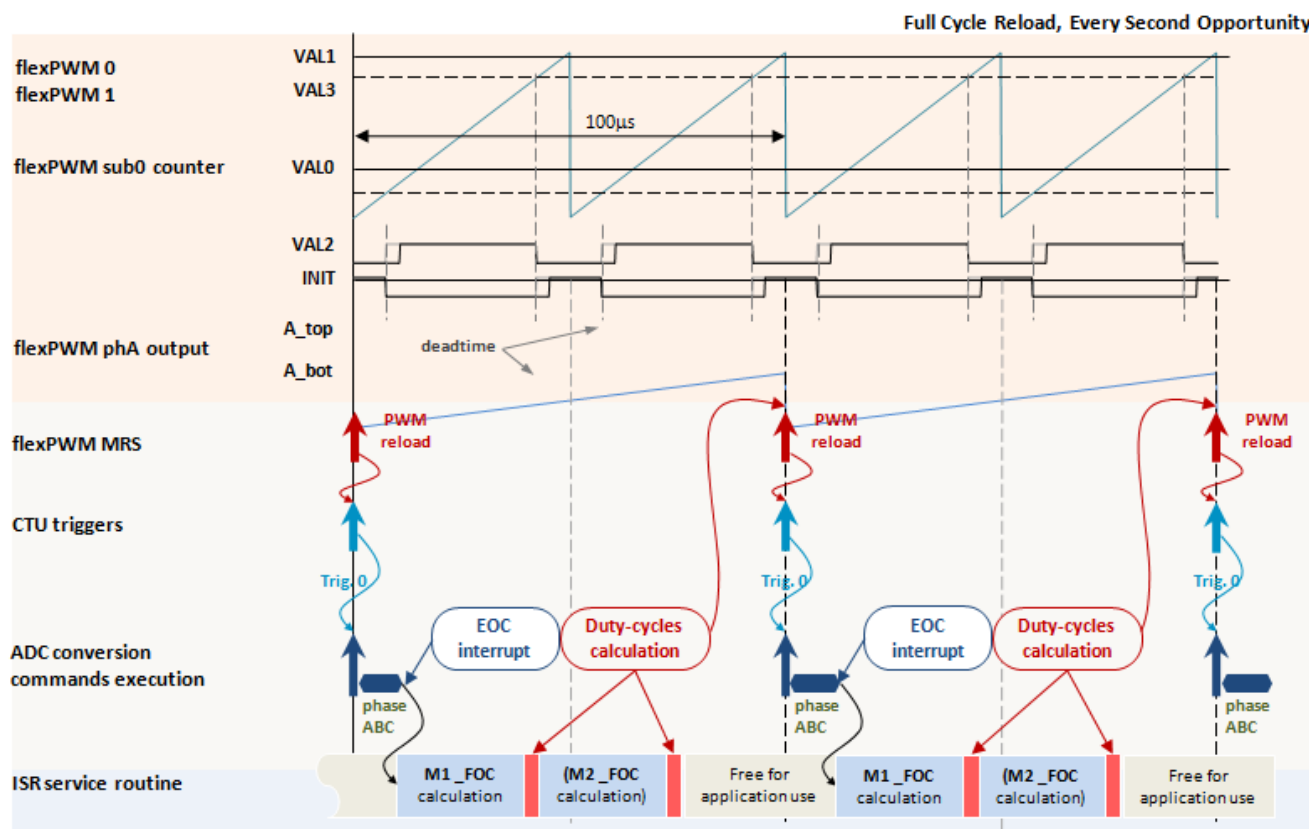 Full Cycle Reload, Every Second Opportunity
flexPWM 0
flexPWM 1
VAL1
VAL3
100µs
flexPWM sub0 counter
VAL0
VAL2
INIT
A_top
flexPWM phA output
deadtime
A_bot
flexPWM MRS
PWM
reload
PWM
reload
PWM
reload
CTU triggers
Trig. 0
Trig. 0
Trig. 0
ADC conversion
commands execution
EOC
interrupt
Duty-cycles
calculation
EOC
interrupt
Duty-cycles
calculation
phase
ABC
phase
ABC
phase
ABC
ISR service routine
M1 _FOC
calculation
(M2 _FOC
calculation)
Free for
application use
M1 _FOC
calculation
(M2 _FOC
calculation)
Free for
application use